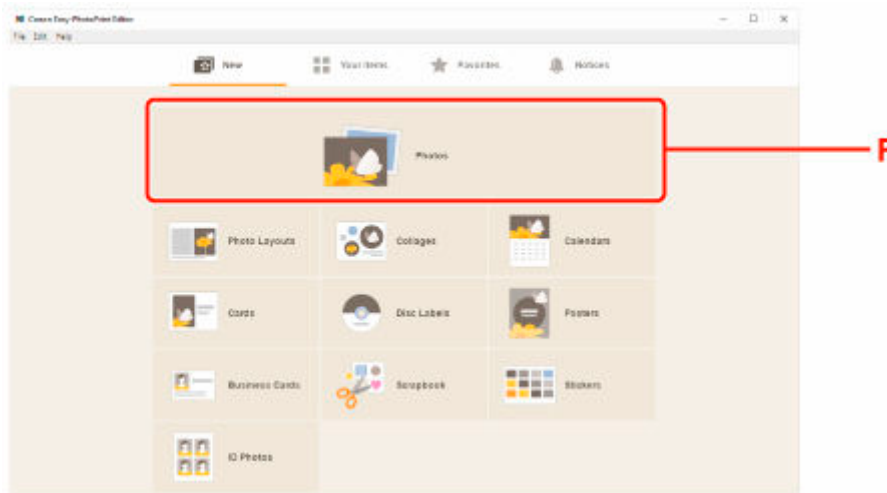 Canon Easy-PhotoPrint Editor
File Edit Help
New Your Items Favorites Notices
Photos
F
Photo Layouts Collages Calendars
Cards Disc Labels Posters
Business Cards Scrapbook Stickers
ID Photos